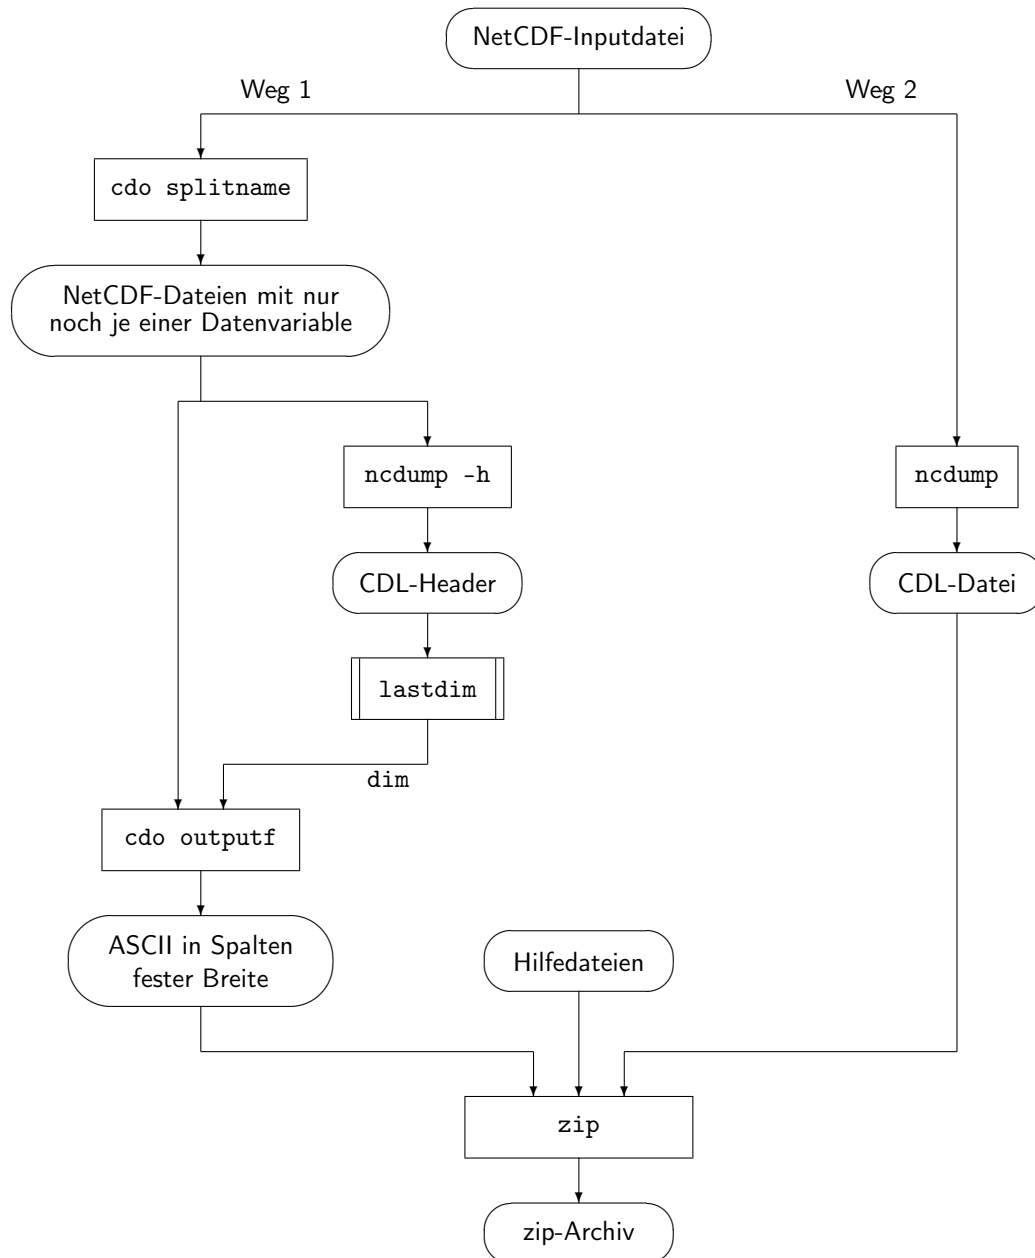 NetCDF-Inputdatei
Weg 1
Weg 2
cdo splitname
NetCDF-Dateien mit nur
noch je einer Datenvariable
ncdump -h
ncdump
CDL-Header
CDL-Datei
lastdim
dim
cdo outputf
ASCII in Spalten
fester Breite
Hilfedateien
zip
zip-Archiv